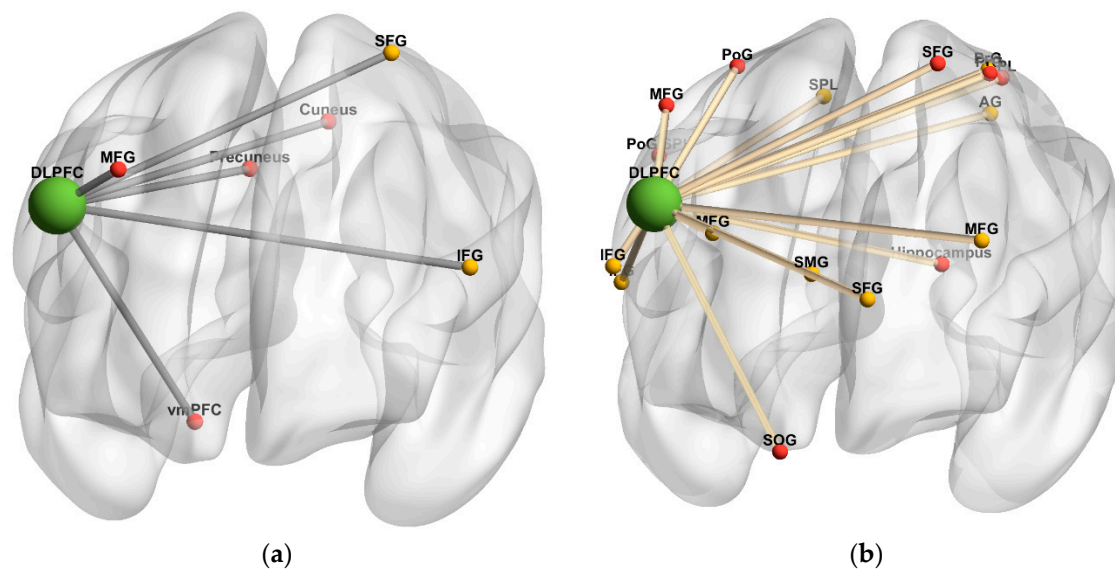 SFG
Cuneus
MFG
Precuneus
DLPFC
IFG
vmPFC
(a)
PoG
SFG
MFG
SPL
AG
PoG
SPL
DLPFC
MFG
MFG
IFG
Hippocampus
SMG
SFG
SOG
(b)